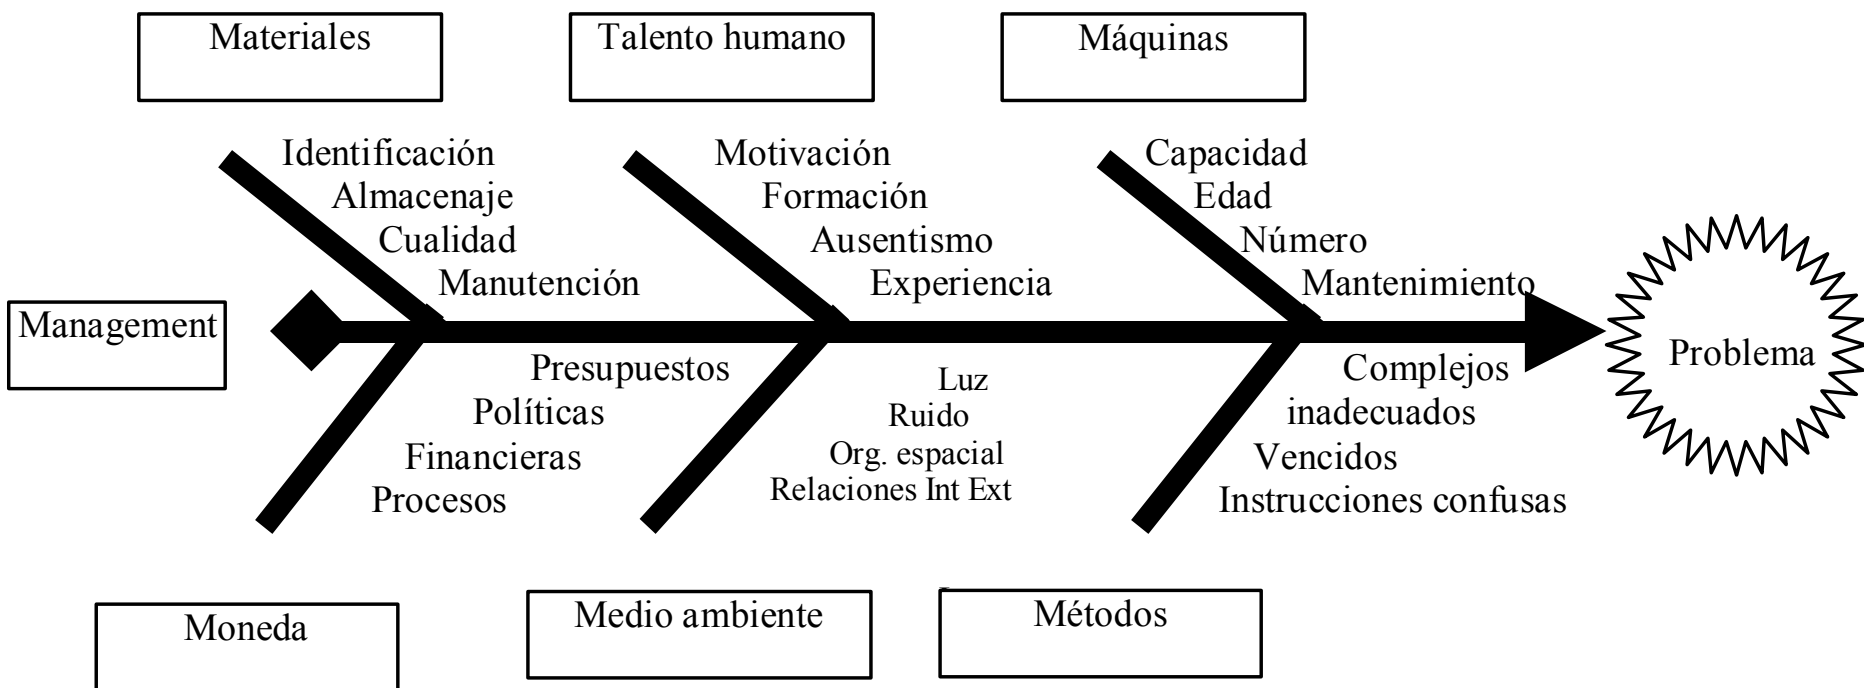 Materiales
Talento humano
Máquinas
Identificación
Almacenaje
Cualidad
Manutención
Motivación
Formación
Ausentismo
Experiencia
Capacidad
Edad
Número
Mantenimiento
Management
Problema
Presupuestos
Políticas
Financieras
Procesos
Luz
Ruido
Org. espacial
Relaciones Int Ext
Complejos
inadecuados
Vencidos
Instrucciones confusas
Moneda
Medio ambiente
Métodos